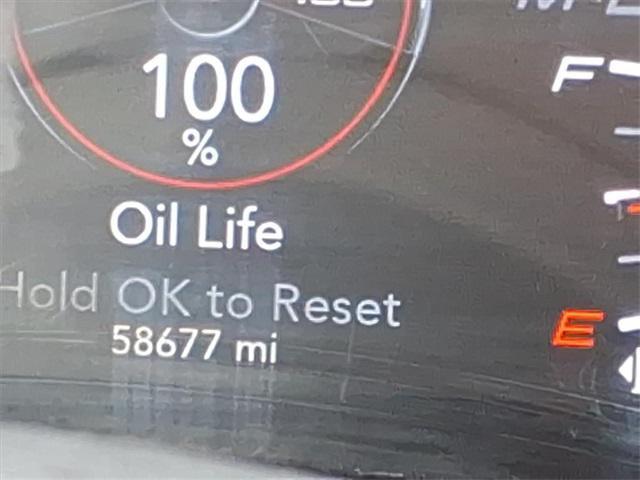 100
%
Oil Life
Hold OK to Reset
58677 mi
F
E